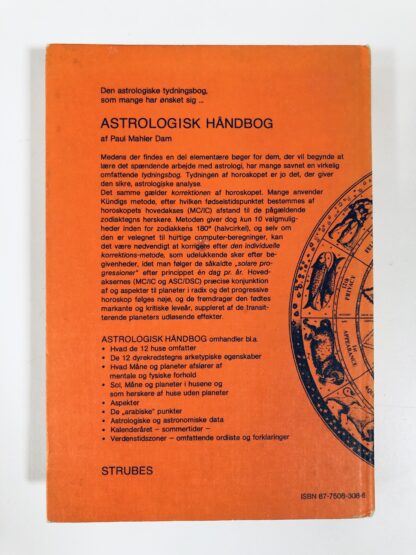 Den astrologiske tydningsbog,
som mange har ønsket sig ...
ASTROLOGISK HÅNDBOG
af Paul Mahler Dam
Medens der findes en del elementære bøger for dem, der vil begynde at
lære det spændende arbejde med astrologi, har mange savnet en virkelig
omfattende tydningsbog. Tydningen af horoskopet er jo det, der giver
den sikre, astrologiske analyse.
Det samme gælder korrektionen af horoskopet. Mange anvender
Kündigs metode, efter hvilken fødseltidspunktet bestemmes af
horoskopets hovedakses (MC/IC) afstand til de pågældende
zodiaktegns herskere. Metoden giver dog kun 10 valgmulig-
heder inden for zodiakkens 180° (halvcirkel), og selv om
den er velegnet til hurtige computer-beregninger, kan
det være nødvendigt at korrigere efter den individuelle
korrektions-metode, som udelukkende sker efter be-
givenheder, idet man følger de såkaldte „solare pro-
gressioner“ efter princippet én dag pr. år. Hoved-
aksernes (MC/IC og ASC/DSC) præcise konjunktion
af og aspekter til planeter i radix og det progressive
horoskop følges nøje, og de fremdrager den fødtes
markante og kritiske leveår, suppleret af de transit-
terende planeters udløsende effekter.
ASTROLOGISK HÅNDBOG omhandler bl.a.
• Hvad de 12 huse omfatter
• De 12 dyrekredstegns arketypiske egenskaber
• Hvad Måne og planeter afslører af
mentale og fysiske forhold
• Sol, Måne og planeter i husene og
som herskere af huse uden planeter
• Aspekter
• De „arabiske“ punkter
• Astrologiske og astronomiske data
• Kalenderåret – sommertider –
• Verdenstidszoner – omfattende ordliste og forklaringer
STRUBES
ISBN 87-7508-308-6